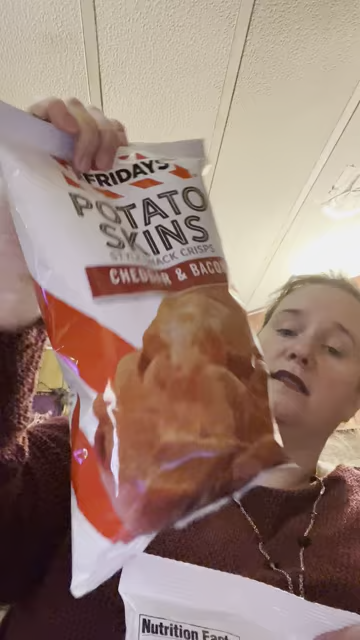 FRIDAYS
POTATO
SKINS
STYLE SNACK CRISPS
CHEDDAR & BACON
Nutrition Facts